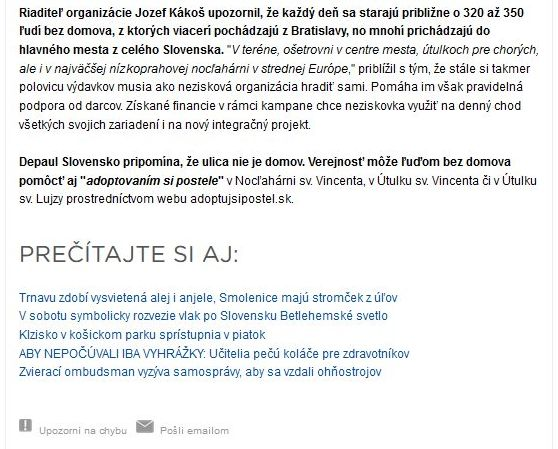 Riaditeľ organizácie Jozef Kákoš upozornil, že každý deň sa starajú približne o 320 až 350
ľudí bez domova, z ktorých viacerí pochádzajú z Bratislavy, no mnohí prichádzajú do
hlavného mesta z celého Slovenska. "V teréne, ošetrovni v centre mesta, útulkoch pre chorých,
ale i v najväčšej nízkoprahovej nocľahárni v strednej Európe," priblížil s tým, že stále si takmer
polovicu výdavkov musia ako nezisková organizácia hradiť sami. Pomáha im však pravidelná
podpora od darcov. Získané financie v rámci kampane chce neziskovka využiť na denný chod
všetkých svojich zariadení i na nový integračný projekt.
Depaul Slovensko pripomína, že ulica nie je domov. Verejnosť môže ľuďom bez domova
pomôcť aj "adoptovaním si postele" v Nocľahárni sv. Vincenta, v Útulku sv. Vincenta či v Útulku
sv. Lujzy prostredníctvom webu adoptujsipostel.sk.
PREČÍTAJTE SI AJ:
Trnavu zdobí vysvietená alej i anjele, Smolenice majú stromček z úľov
V sobotu symbolicky rozvezie vlak po Slovensku Betlehemské svetlo
Klzisko v košickom parku sprístupnia v piatok
ABY NEPOČÚVALI IBA VYHRÁŽKY: Učitelia pečú koláče pre zdravotníkov
Zvierací ombudsman vyzýva samosprávy, aby sa vzdali ohňostrojov
Upozorni na chybu Pošli emailom